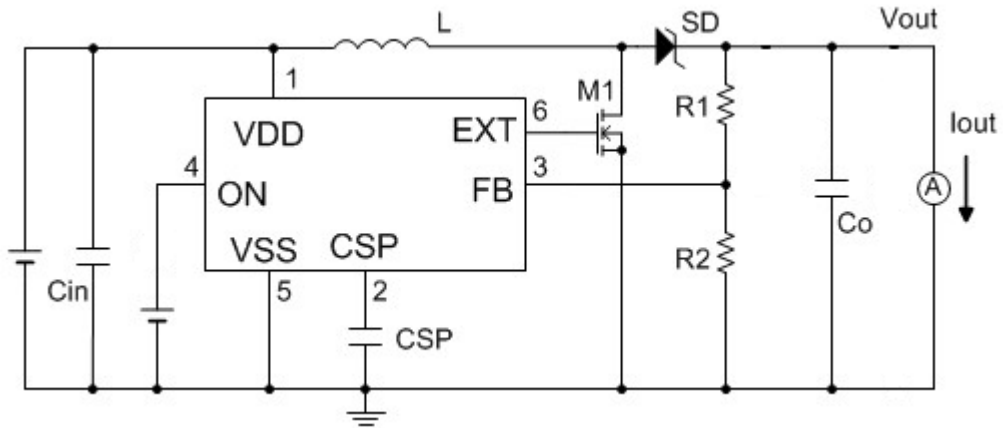 L
SD
Vout
1
M1
R1
6
VDD
EXT
Iout
4
3
ON
FB
A
VSS
CSP
Co
R2
Cin
5
2
CSP